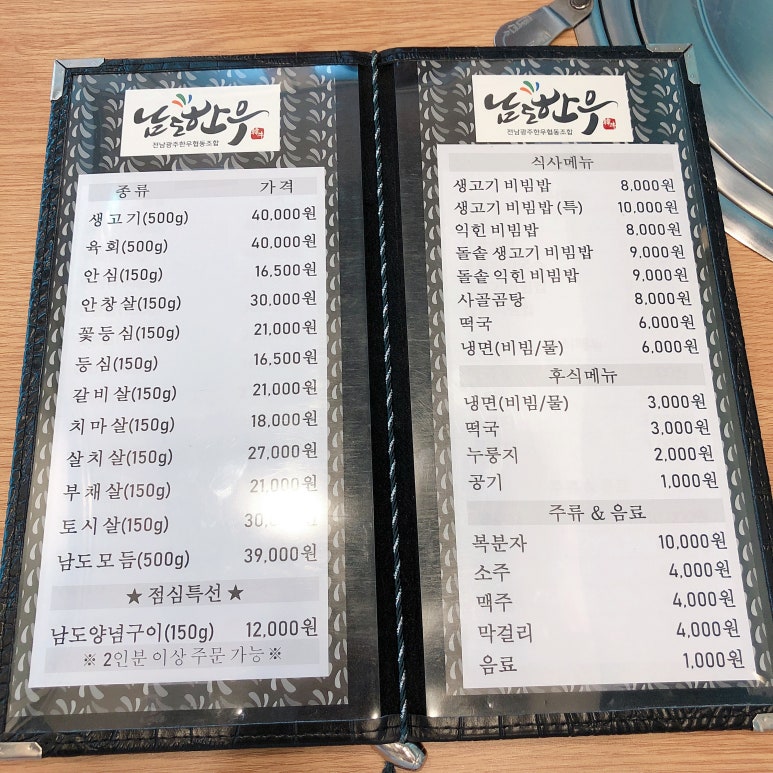 남도한우
전남광주한우협동조합
종류 가격
생고기(500g) 40,000원
육회(500g) 40,000원
안심(150g) 16,500원
안창살(150g) 30,000원
꽃등심(150g) 21,000원
등심(150g) 16,500원
갈비살(150g) 21,000원
치마살(150g) 18,000원
살치살(150g) 27,000원
부채살(150g) 21,000원
토시살(150g) 30,000원
남도모듬(500g) 39,000원
★ 점심특선 ★
남도양념구이(150g) 12,000원
※ 2인분 이상 주문 가능 ※
남도한우
전남광주한우협동조합
식사메뉴
생고기 비빔밥 8,000원
생고기 비빔밥 (특) 10,000원
익힌 비빔밥 8,000원
돌솥 생고기 비빔밥 9,000원
돌솥 익힌 비빔밥 9,000원
사골곰탕 8,000원
떡국 6,000원
냉면(비빔/물) 6,000원
후식메뉴
냉면(비빔/물) 3,000원
떡국 3,000원
누룽지 2,000원
공기 1,000원
주류 & 음료
복분자 10,000원
소주 4,000원
맥주 4,000원
막걸리 4,000원
음료 1,000원